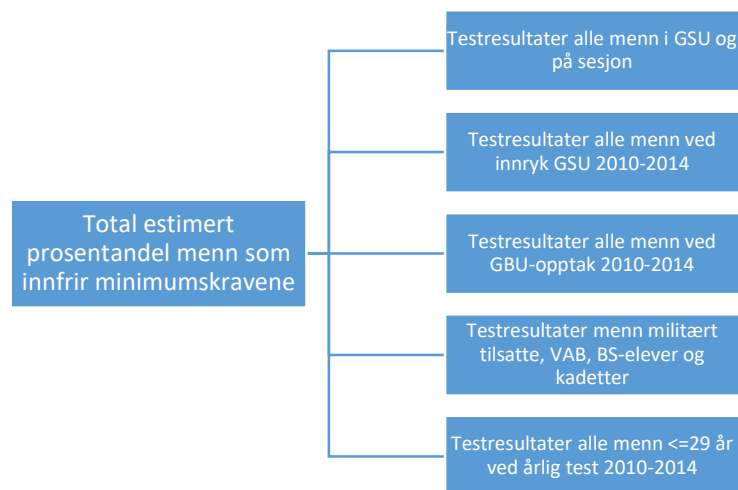 Testresultater alle menn i GSU og
på sesjon
Testresultater alle menn ved
innryk GSU 2010-2014
Total estimert
prosentandel menn som
innfrir minimumskravene
Testresultater alle menn ved
GBU-opptak 2010-2014
Testresultater menn militært
tilsatte, VAB, BS-elever og
kadetter
Testresultater alle menn <=29 år
ved årlig test 2010-2014